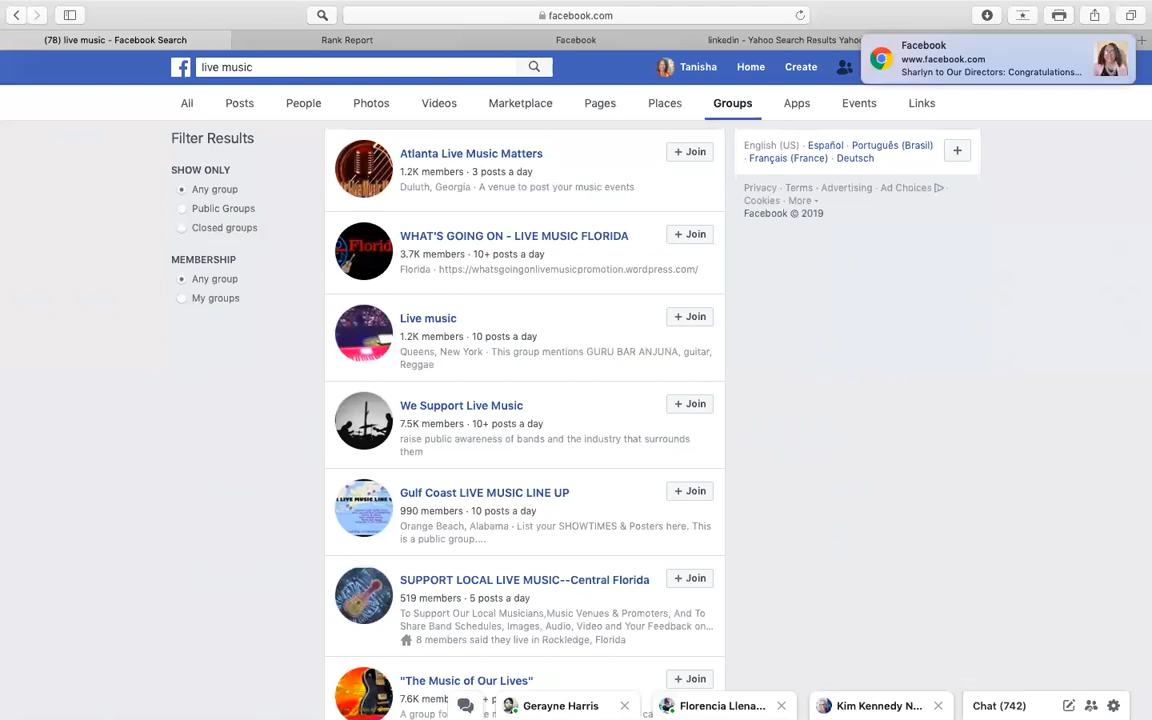 facebook.com
(78) live music - Facebook Search
Rank Report
Facebook
linkedin - Yahoo Search Results Yahoo
Facebook
www.facebook.com
Sharlyn to Our Directors: Congratulations...
live music
Tanisha
Home
Create
All
Posts
People
Photos
Videos
Marketplace
Pages
Places
Groups
Apps
Events
Links
Filter Results
SHOW ONLY
Any group
Public Groups
Closed groups
MEMBERSHIP
Any group
My groups
Atlanta Live Music Matters
+ Join
1.2K members · 3 posts a day
Duluth, Georgia · A venue to post your music events
WHAT'S GOING ON - LIVE MUSIC FLORIDA
+ Join
3.7K members · 10+ posts a day
Florida · https://whatsgoingonlivemusicpromotion.wordpress.com/
Live music
+ Join
1.2K members · 10 posts a day
Queens, New York · This group mentions GURU BAR ANJUNA, guitar,
Reggae
We Support Live Music
+ Join
7.5K members · 10+ posts a day
raise public awareness of bands and the industry that surrounds
them
Gulf Coast LIVE MUSIC LINE UP
+ Join
990 members · 10 posts a day
Orange Beach, Alabama · List your SHOWTIMES & Posters here. This
is a public group....
SUPPORT LOCAL LIVE MUSIC--Central Florida
+ Join
519 members · 5 posts a day
To Support Our Local Musicians,Music Venues & Promoters, And To
Share Band Schedules, Images, Audio, Video and Your Feedback on...
8 members said they live in Rockledge, Florida
"The Music of Our Lives"
+ Join
7.6K
A group
English (US) · Español · Português (Brasil)
· Français (France) · Deutsch
Privacy · Terms · Advertising · Ad Choices ·
Cookies · More
Facebook © 2019
Gerayne Harris
Florencia Llena...
Kim Kennedy N...
Chat (742)